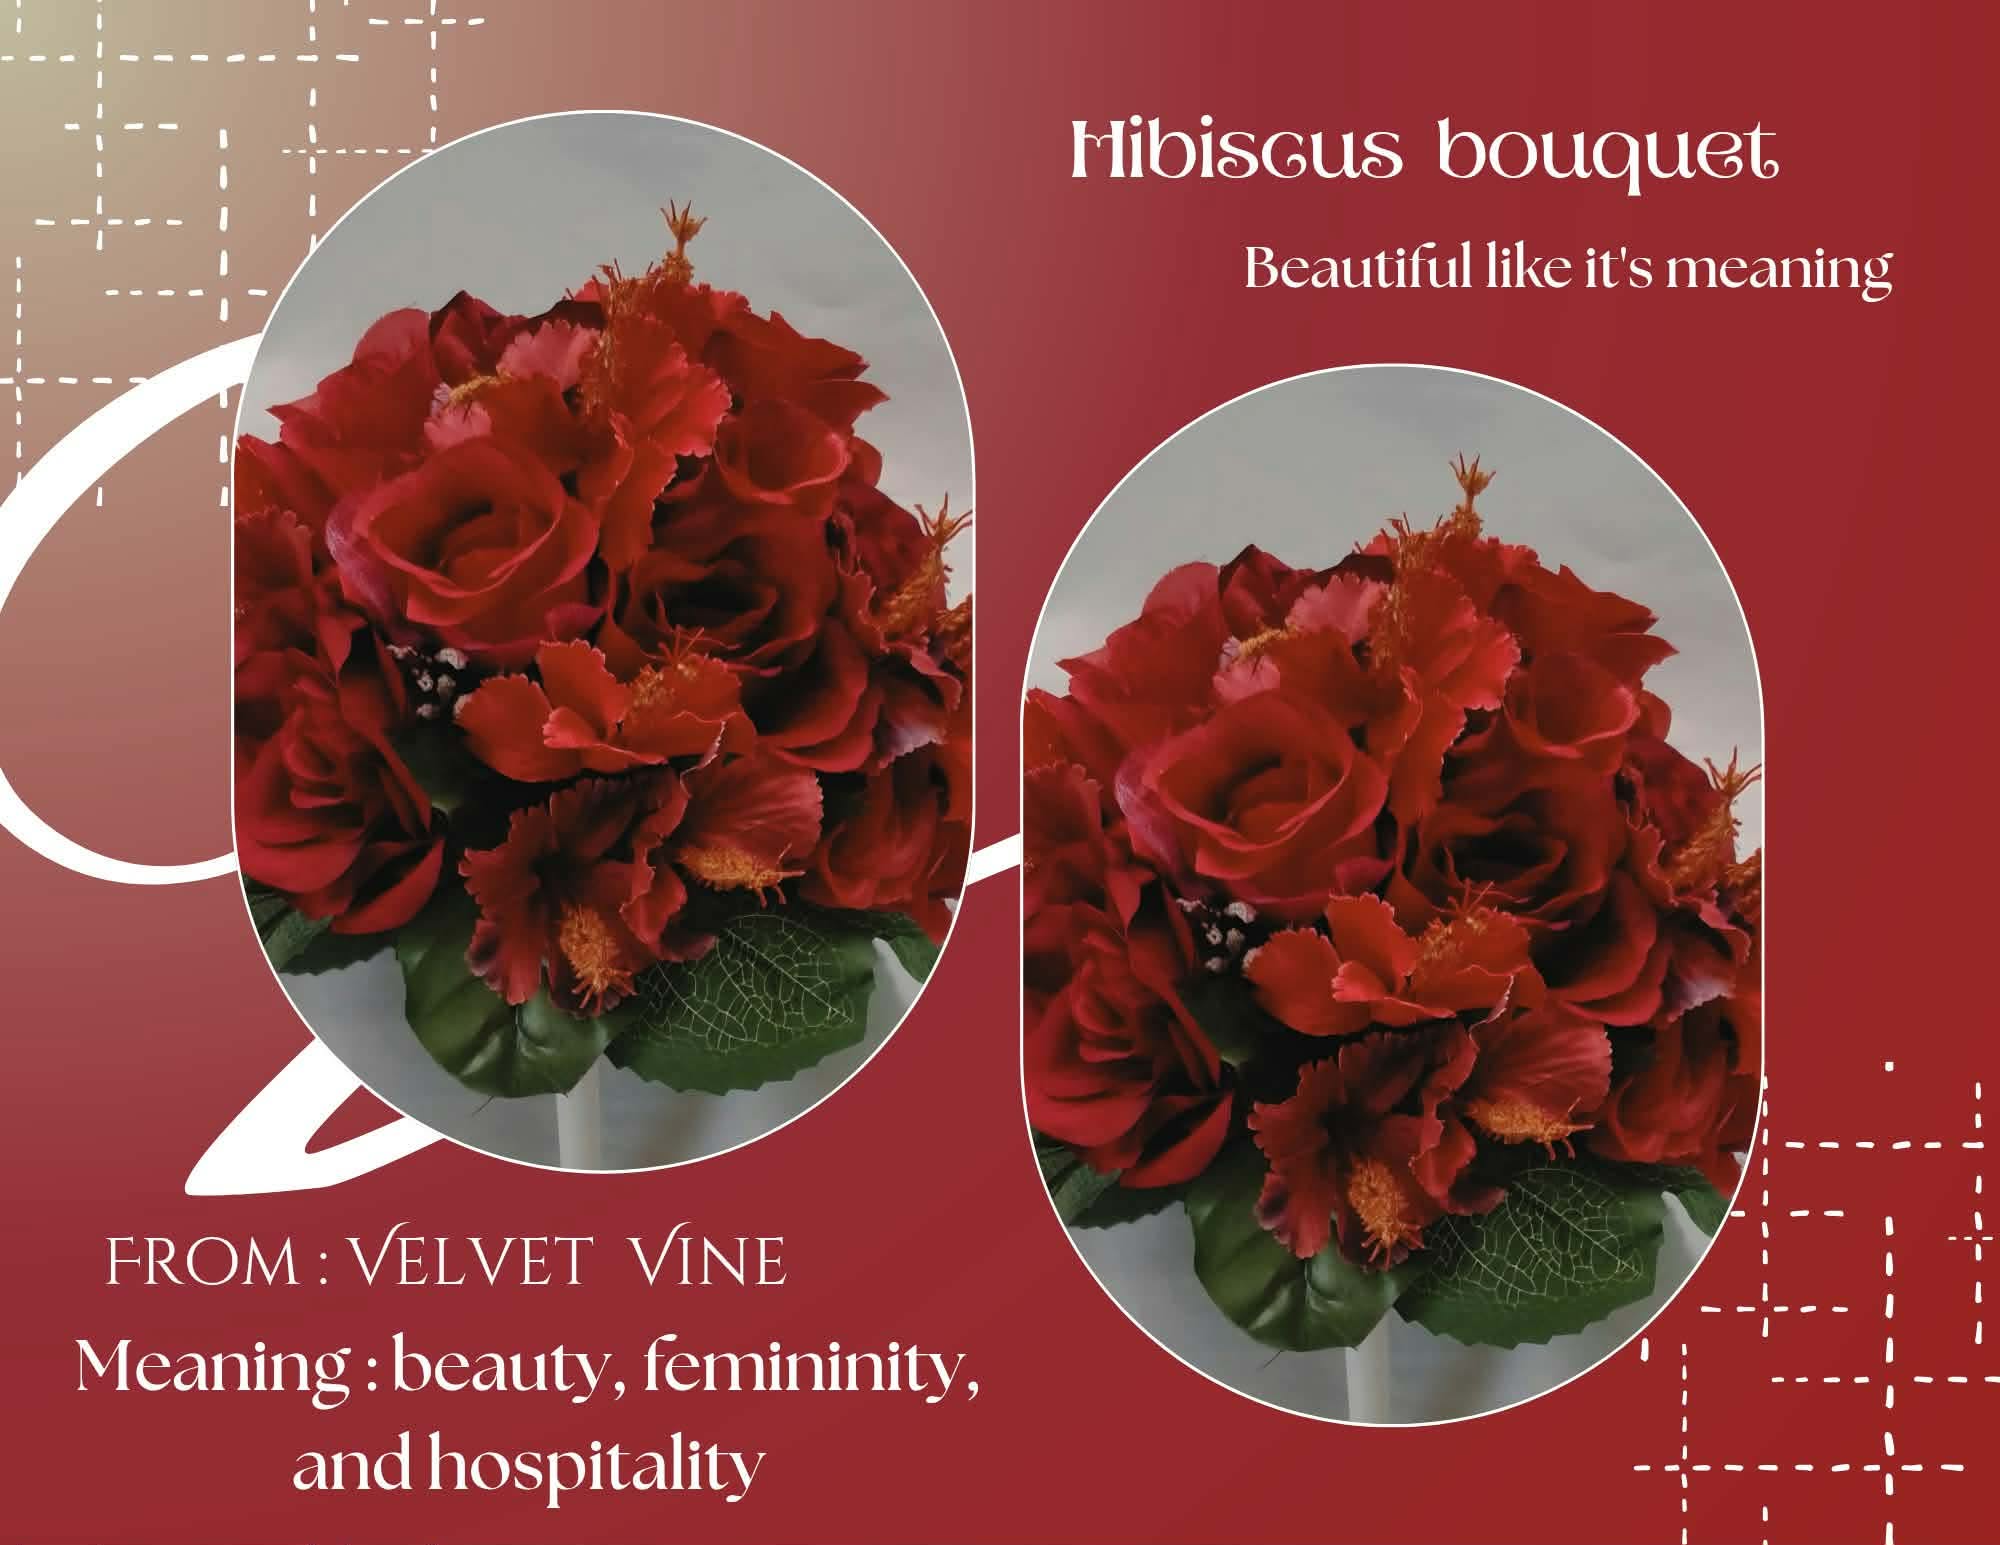 Hibiscus bouquet
Beautiful like it's meaning
FROM : VELVET VINE
Meaning : beauty, femininity,
and hospitality